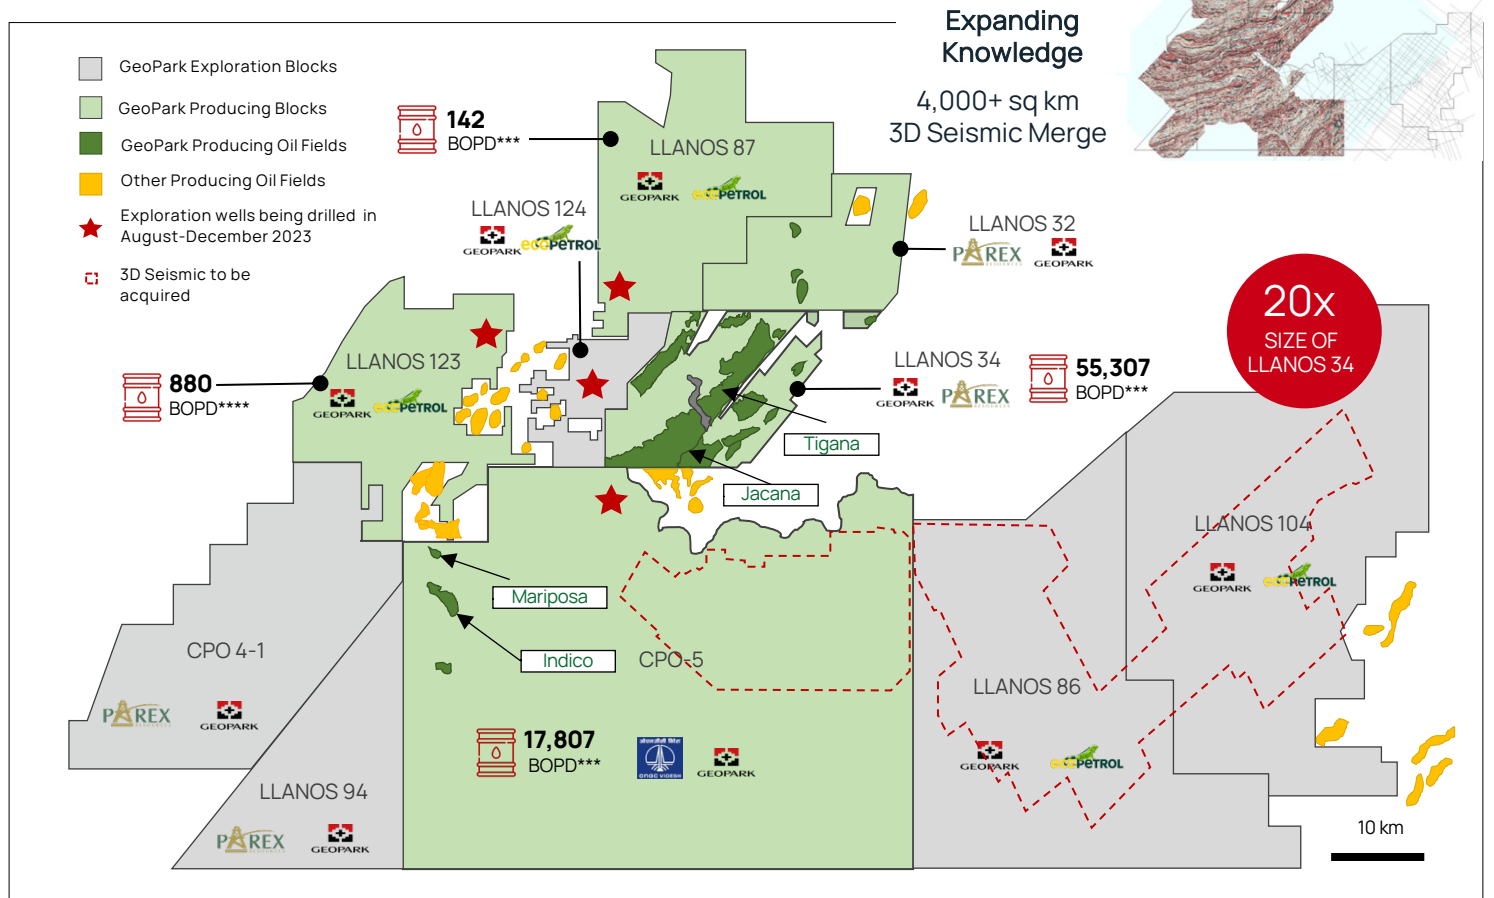 Expanding
Knowledge
4,000+ sq km
3D Seismic Merge
GeoPark Exploration Blocks
GeoPark Producing Blocks
GeoPark Producing Oil Fields
Other Producing Oil Fields
Exploration wells being drilled in
August-December 2023
3D Seismic to be
acquired
142
BOPD***
LLANOS 87
GEOPARK
ecoPETROL
LLANOS 124
GEOPARK
ecoPETROL
LLANOS 32
PAREX
RESOURCES
GEOPARK
20x
SIZE OF
LLANOS 34
LLANOS 123
GEOPARK
ecoPETROL
880
BOPD****
LLANOS 34
GEOPARK
PAREX
RESOURCES
55,307
BOPD***
Tigana
Jacana
Mariposa
Indico
CPO-5
17,807
BOPD***
ओएनजीसी विदेश
ONGC VIDESH
GEOPARK
LLANOS 104
GEOPARK
ecoPETROL
CPO 4-1
PAREX
RESOURCES
GEOPARK
LLANOS 86
GEOPARK
ecoPETROL
LLANOS 94
PAREX
RESOURCES
GEOPARK
10 km